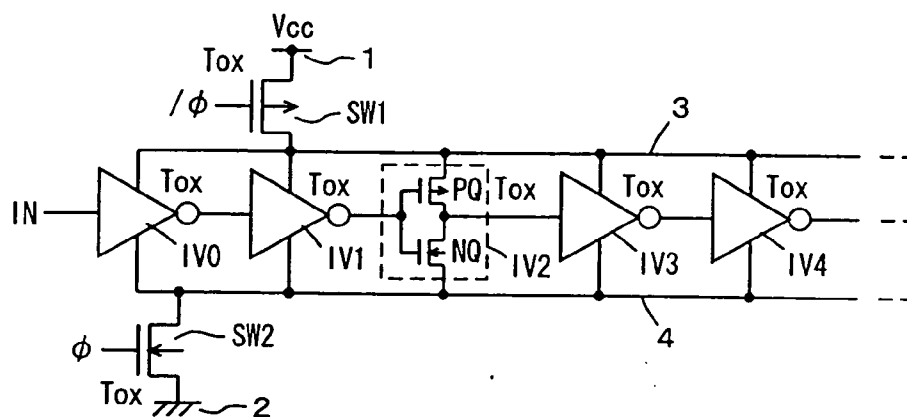 Vcc
1
Tox
/φ
SW1
3
Tox
Tox
PQ
Tox
Tox
Tox
IN
IV0
IV1
NQ
IV2
IV3
IV4
4
SW2
φ
Tox
2